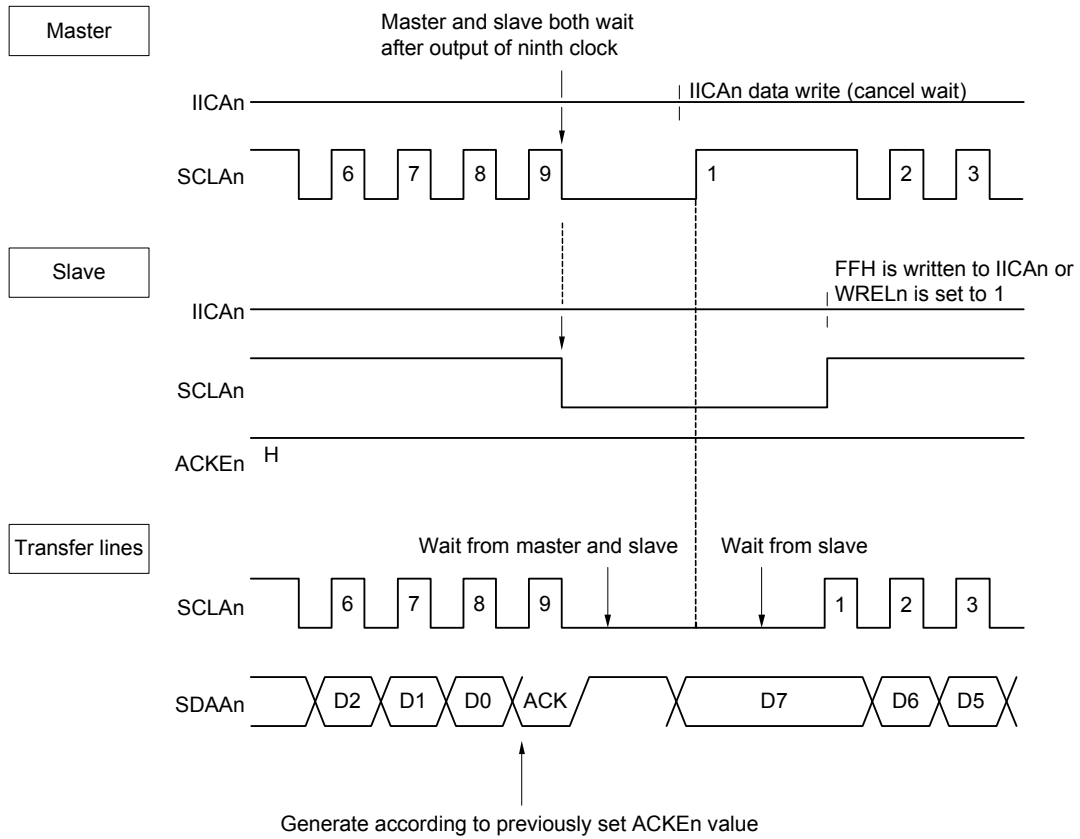 Master
Master and slave both wait
after output of ninth clock
IICAn
IICAn data write (cancel wait)
SCLAn
6 7 8 9 1 2 3
Slave
FFH is written to IICAn or
WRELn is set to 1
IICAn
SCLAn
ACKEn
H
Transfer lines
Wait from master and slave
Wait from slave
SCLAn
6 7 8 9 1 2 3
SDAAn
D2 D1 D0 ACK D7 D6 D5
Generate according to previously set ACKEn value